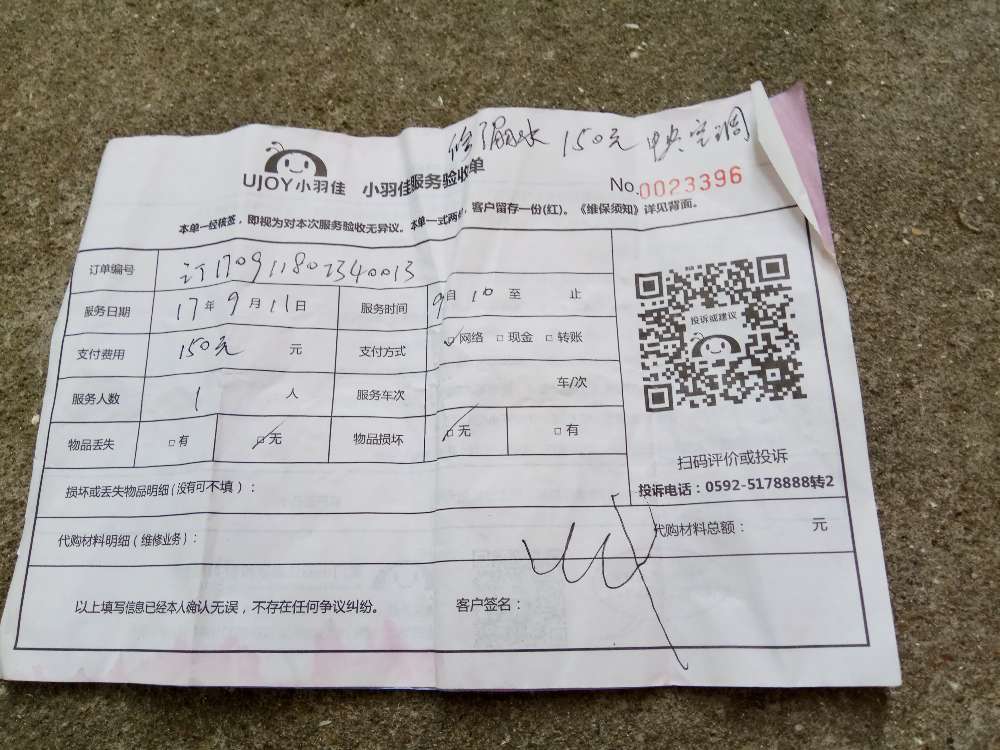 修漏水 150元 中央空调
UJOY小羽佳 小羽佳服务验收单
No.0023396
本单一经核签，即视为对本次服务验收无异议。本单一式两份，客户留存一份(红)。《维保须知》详见背面。
订单编号 订170911802340013
服务日期 17年9月11日 服务时间 9自10至 止
支付费用 150元 元 支付方式 □网络 □现金 □转账
服务人数 1人 服务车次 车/次
物品丢失 □有 □无 物品损坏 □无 □有
投诉或建议
扫码评价或投诉
投诉电话：0592-5178888转2
损坏或丢失物品明细(没有可不填)：
代购材料明细(维修业务)： 代购材料总额： 元
以上填写信息已经本人确认无误，不存在任何争议纠纷。 客户签名：